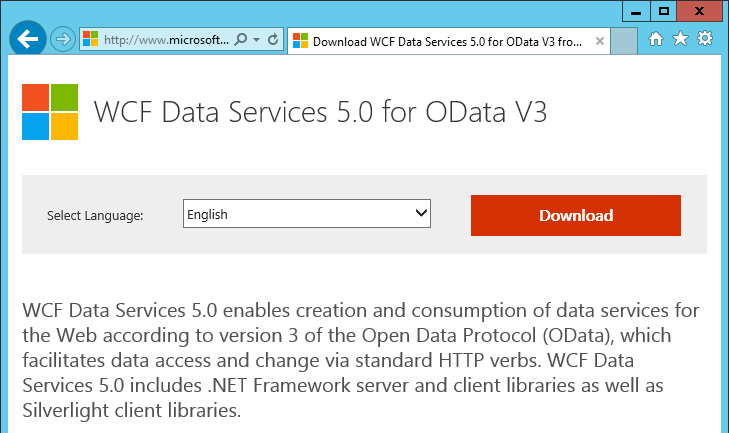 http://www.microsoft...
Download WCF Data Services 5.0 for OData V3 fro...
WCF Data Services 5.0 for OData V3
Select Language:
English
Download
WCF Data Services 5.0 enables creation and consumption of data services for
the Web according to version 3 of the Open Data Protocol (OData), which
facilitates data access and change via standard HTTP verbs. WCF Data
Services 5.0 includes .NET Framework server and client libraries as well as
Silverlight client libraries.